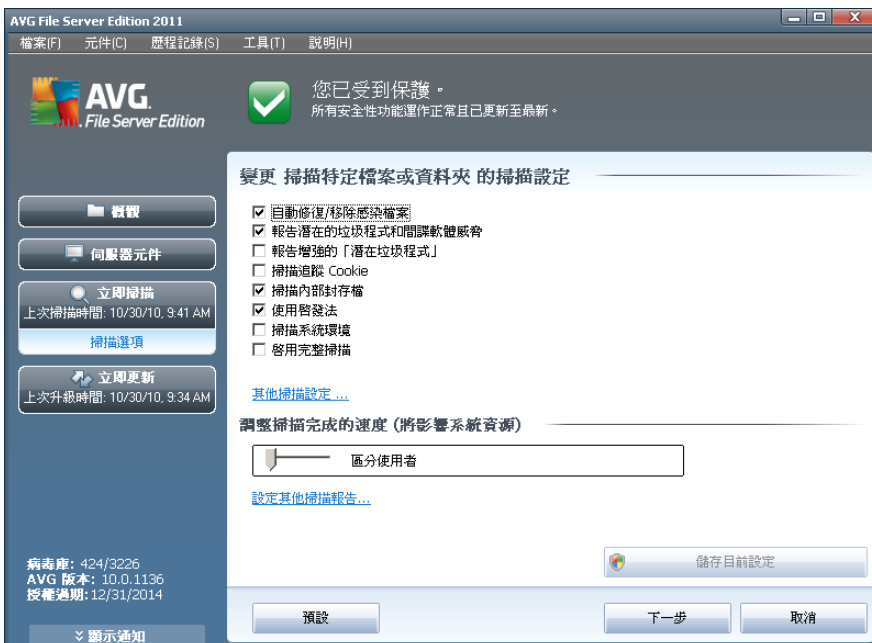 AVG File Server Edition 2011
檔案(F) 元件(C) 歷程記錄(S) 工具(T) 說明(H)
AVG.
File Server Edition
您已受到保護。
所有安全性功能運作正常且已更新至最新。
概觀
伺服器元件
立即掃描
上次掃描時間: 10/30/10, 9:41 AM
掃描選項
立即更新
上次升級時間: 10/30/10, 9:34 AM
病毒庫: 424/3226
AVG 版本: 10.0.1136
授權過期:12/31/2014
顯示通知
變更 掃描特定檔案或資料夾 的掃描設定
自動修復/移除感染檔案
報告潛在的垃圾程式和間諜軟體威脅
報告增強的「潛在垃圾程式」
掃描追蹤 Cookie
掃描內部封存檔
使用啓發法
掃描系統環境
啓用完整掃描
其他掃描設定 ...
調整掃描完成的速度 (將影響系統資源)
區分使用者
設定其他掃描報告...
儲存目前設定
預設
下一步
取消